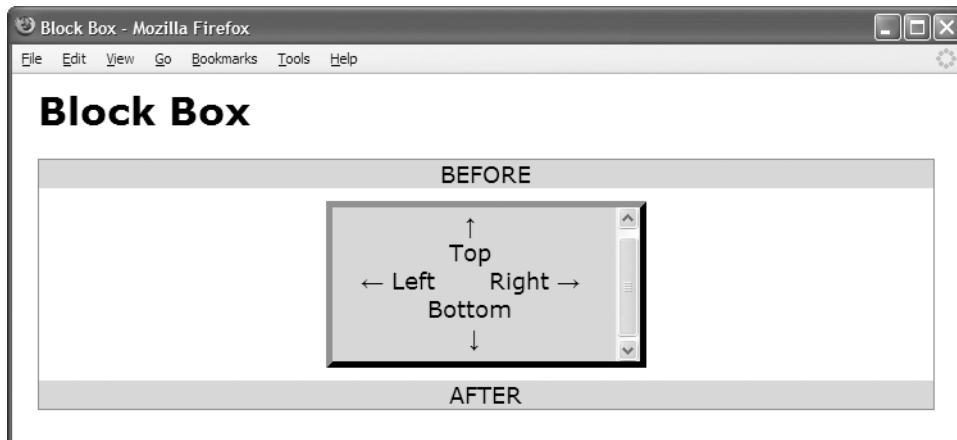 Block Box - Mozilla Firefox
File Edit View Go Bookmarks Tools Help
Block Box
BEFORE
↑
Top
← Left Right →
Bottom
↓
AFTER